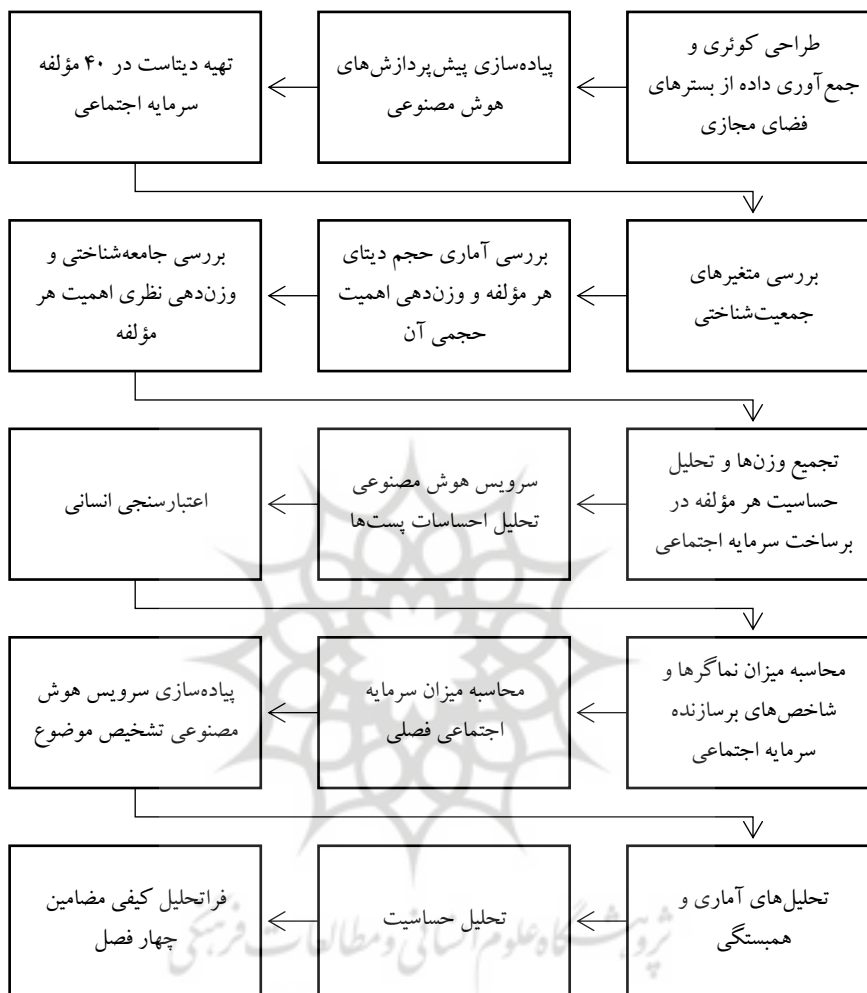 طراحی کوئری و
جمع‌آوری داده از بسترهای
فضای مجازی
پیاده‌سازی پیش‌پردازش‌های
هوش مصنوعی
تهیه دیتاست در ۴۰ مؤلفه
سرمایه اجتماعی
بررسی متغیرهای
جمعیت‌شناختی
بررسی آماری حجم دیتای
هر مؤلفه و وزن‌دهی اهمیت
حجمی آن
بررسی جامعه‌شناختی و
وزن‌دهی نظری اهمیت هر
مؤلفه
تجمیع وزن‌ها و تحلیل
حساسیت هر مؤلفه در
برساخت سرمایه اجتماعی
سرویس هوش مصنوعی
تحلیل احساسات پست‌ها
اعتبارسنجی انسانی
محاسبه میزان نماگرها و
شاخص‌های برسازنده
سرمایه اجتماعی
محاسبه میزان سرمایه
اجتماعی فصلی
پیاده‌سازی سرویس هوش
مصنوعی تشخیص موضوع
تحلیل‌های آماری و
همبستگی
تحلیل حساسیت
فراتحلیل کیفی مضامین
چهار فصل
پژوهشگاه علوم انسانی و مطالعات فرهنگی